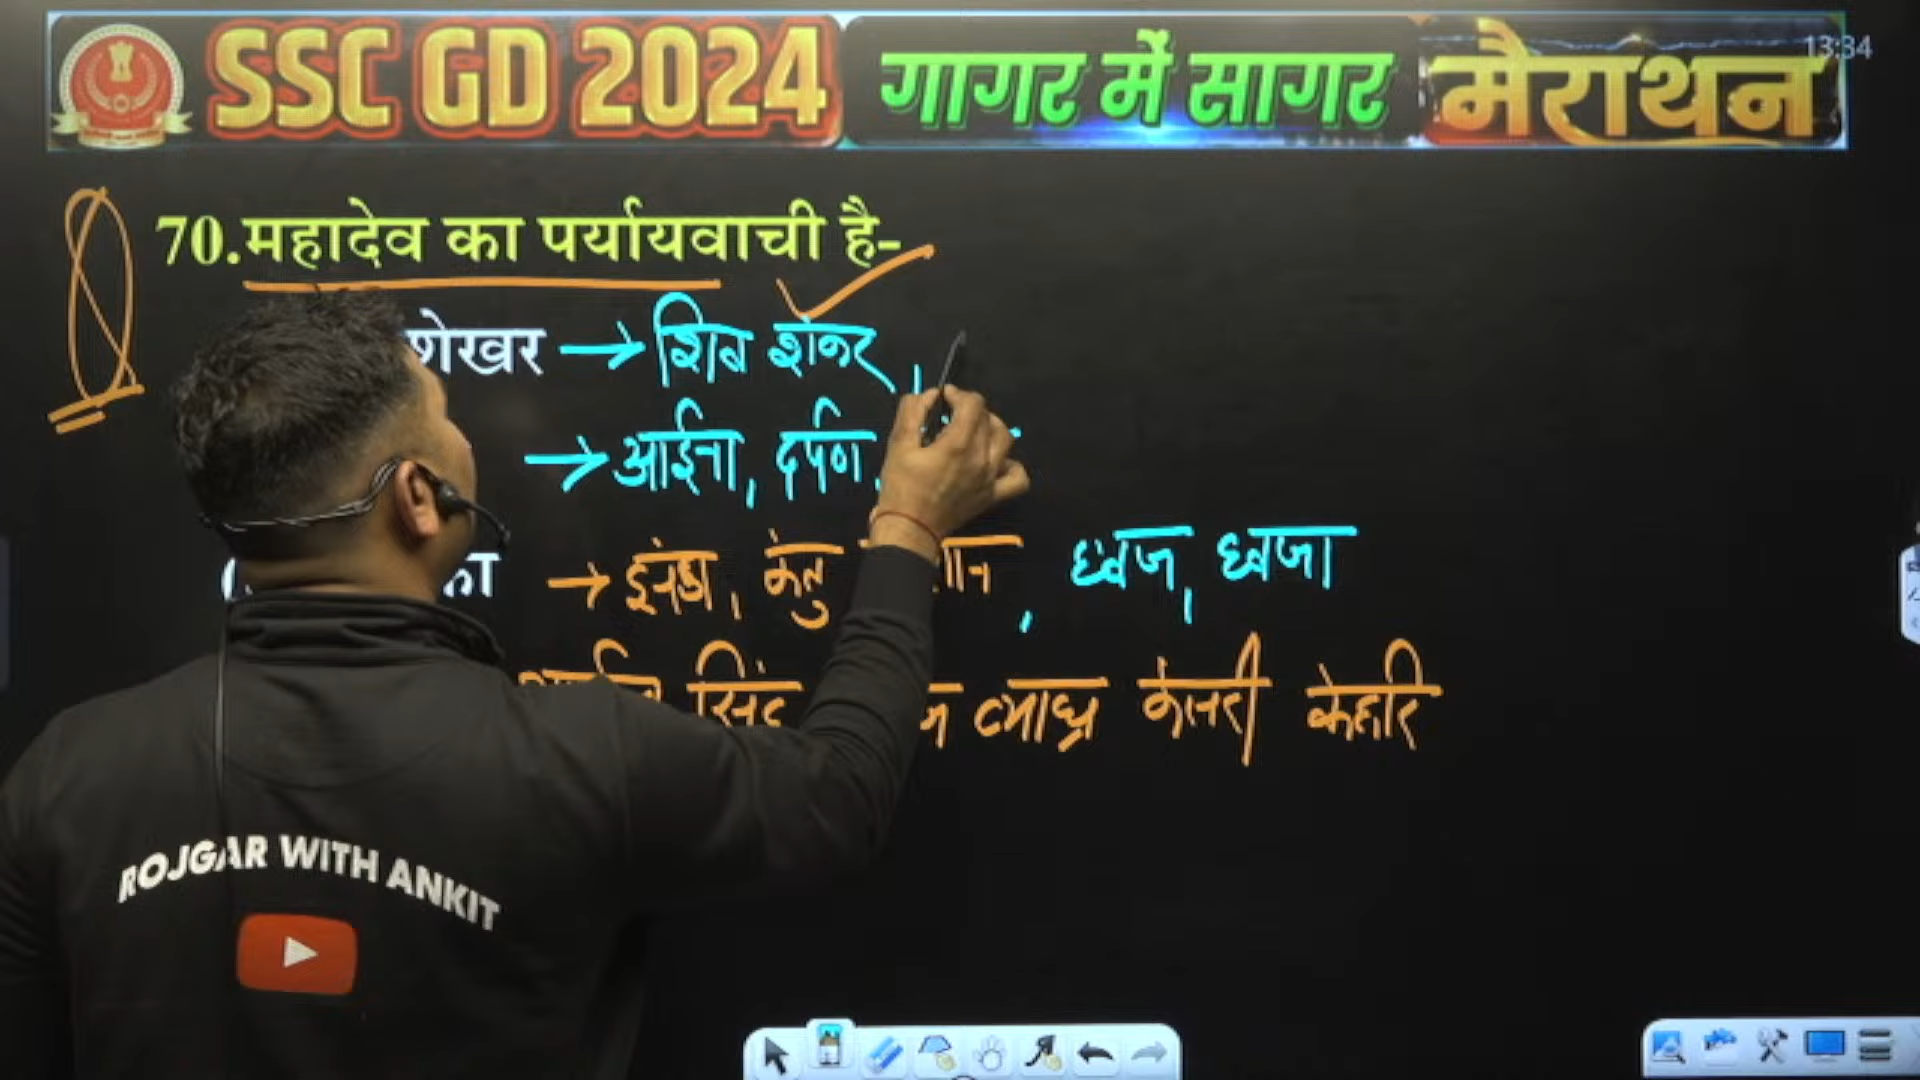 SSC GD 2024 गागर में सागर मैराथन
13:34
70.महादेव का पर्यायवाची है-
शेखर → शिव शंकर ,
→ आईना, दर्पण,
→ झंडा, केतु , ध्वज, ध्वजा
सिंह व्याघ्र केसरी केहरि
ROJGAR WITH ANKIT